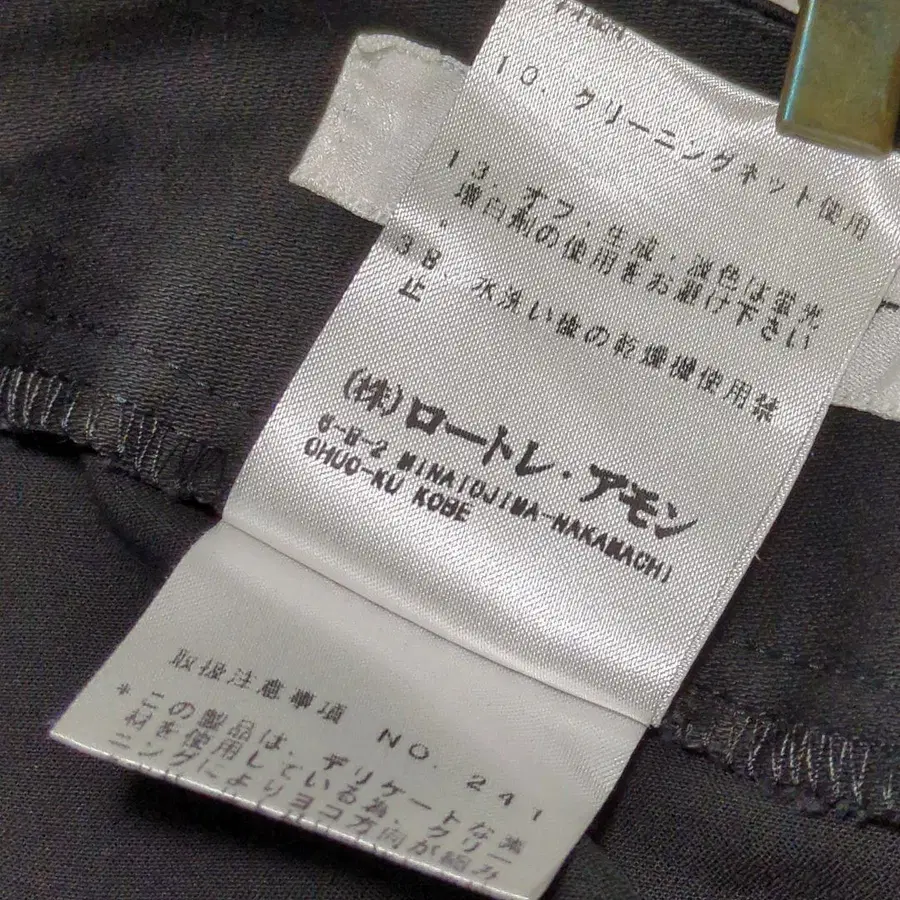 10. クリーニングネット使用
13. オフ、生成、淡色は蛍光
増白剤の使用をお避け下さい
38. 水洗い後の乾燥機使用禁
止
(株)ロートレ・アモン
6-8-2 MINATOJIMA-NAKAMACHI
CHUO-KU KOBE
取扱注意事項 NO. 241
*この製品は、デリケートな素
材を使用している為、クリー
ニングによりヨコ方向が縮み